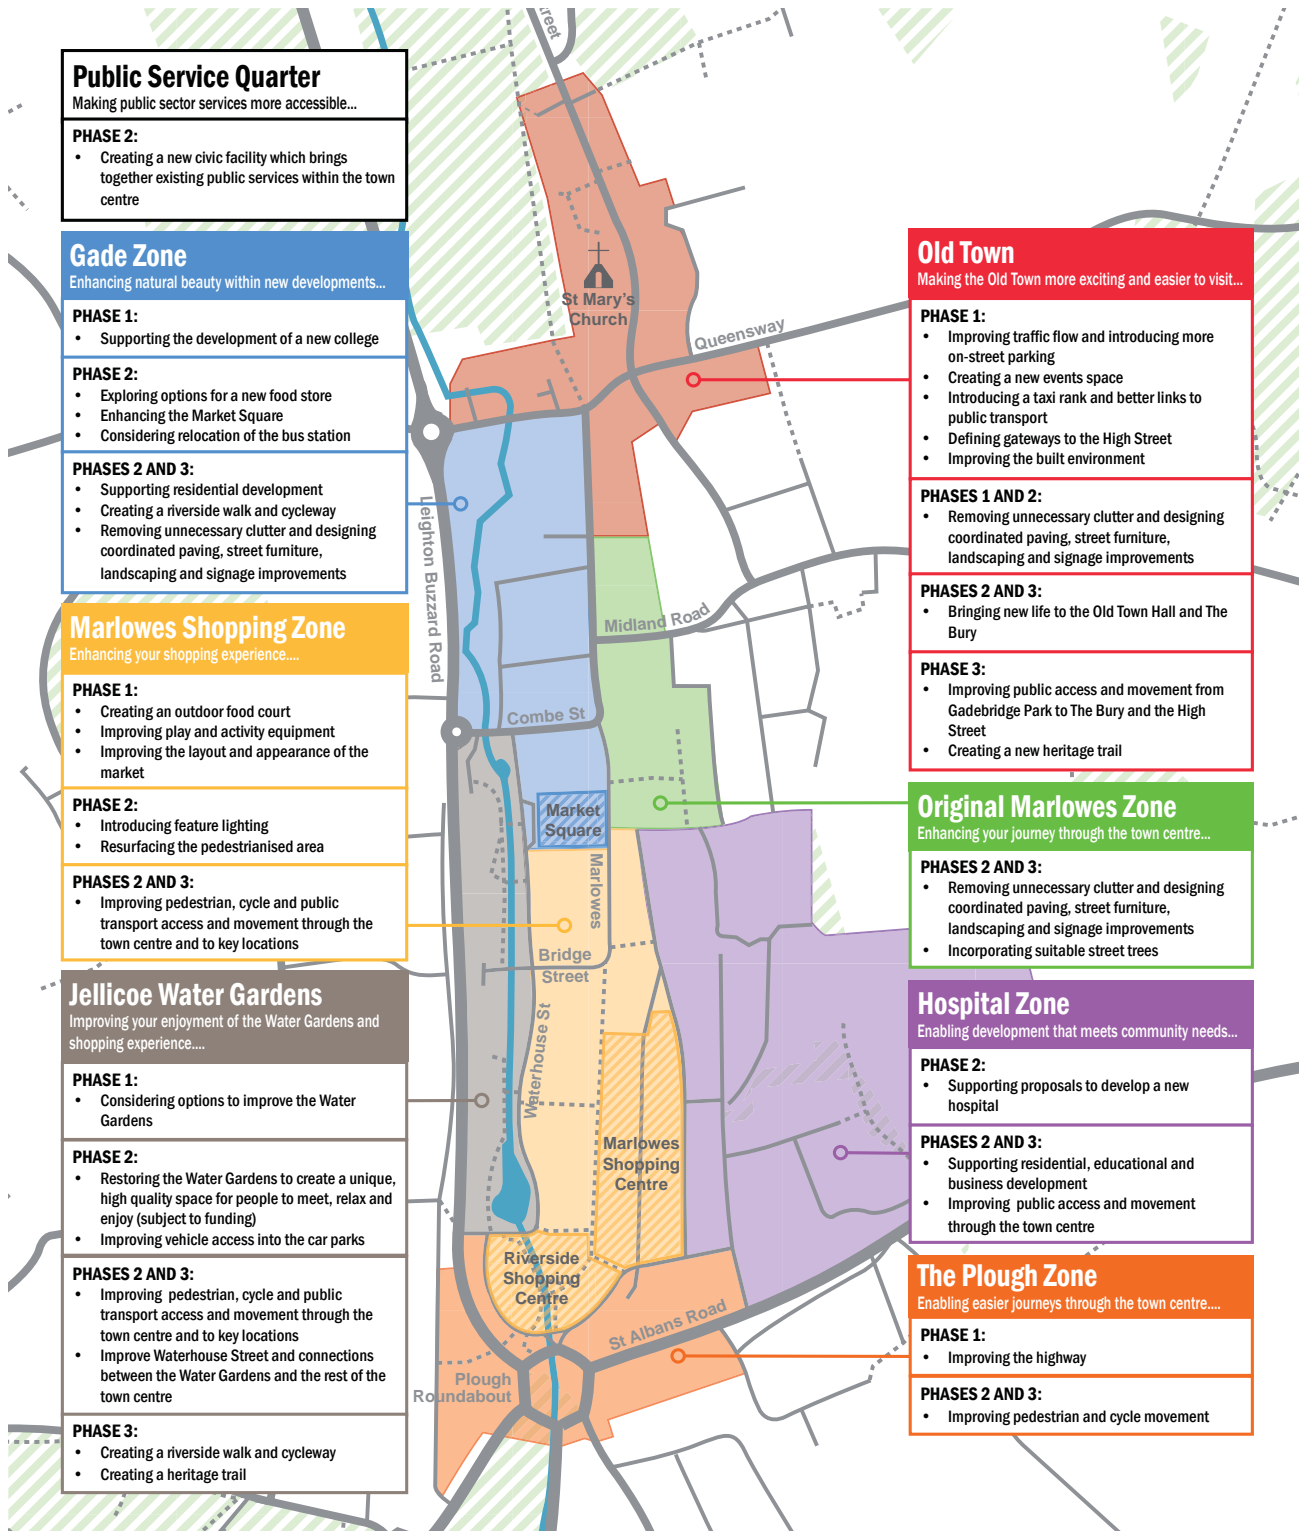 Public Service Quarter
Making public sector services more accessible...
PHASE 2:
• Creating a new civic facility which brings
together existing public services within the town
centre
Gade Zone
Enhancing natural beauty within new developments...
PHASE 1:
• Supporting the development of a new college
PHASE 2:
• Exploring options for a new food store
• Enhancing the Market Square
• Considering relocation of the bus station
PHASES 2 AND 3:
• Supporting residential development
• Creating a riverside walk and cycleway
• Removing unnecessary clutter and designing
coordinated paving, street furniture,
landscaping and signage improvements
Marlowes Shopping Zone
Enhancing your shopping experience....
PHASE 1:
• Creating an outdoor food court
• Improving play and activity equipment
• Improving the layout and appearance of the
market
PHASE 2:
• Introducing feature lighting
• Resurfacing the pedestrianised area
PHASES 2 AND 3:
• Improving pedestrian, cycle and public
transport access and movement through the
town centre and to key locations
Jellicoe Water Gardens
Improving your enjoyment of the Water Gardens and
shopping experience....
PHASE 1:
• Considering options to improve the Water
Gardens
PHASE 2:
• Restoring the Water Gardens to create a unique,
high quality space for people to meet, relax and
enjoy (subject to funding)
• Improving vehicle access into the car parks
PHASES 2 AND 3:
• Improving pedestrian, cycle and public
transport access and movement through the
town centre and to key locations
• Improve Waterhouse Street and connections
between the Water Gardens and the rest of the
town centre
PHASE 3:
• Creating a riverside walk and cycleway
• Creating a heritage trail
St Mary's
Church
Queensway
Leighton Buzzard Road
Midland Road
Combe St
Market
Square
Marlowes
Bridge
Street
Waterhouse St
Marlowes
Shopping
Centre
Riverside
Shopping
Centre
St Albans Road
Plough
Roundabout
Old Town
Making the Old Town more exciting and easier to visit...
PHASE 1:
• Improving traffic flow and introducing more
on-street parking
• Creating a new events space
• Introducing a taxi rank and better links to
public transport
• Defining gateways to the High Street
• Improving the built environment
PHASES 1 AND 2:
• Removing unnecessary clutter and designing
coordinated paving, street furniture,
landscaping and signage improvements
PHASES 2 AND 3:
• Bringing new life to the Old Town Hall and The
Bury
PHASE 3:
• Improving public access and movement from
Gadebridge Park to The Bury and the High
Street
• Creating a new heritage trail
Original Marlowes Zone
Enhancing your journey through the town centre...
PHASES 2 AND 3:
• Removing unnecessary clutter and designing
coordinated paving, street furniture,
landscaping and signage improvements
• Incorporating suitable street trees
Hospital Zone
Enabling development that meets community needs...
PHASE 2:
• Supporting proposals to develop a new
hospital
PHASES 2 AND 3:
• Supporting residential, educational and
business development
• Improving public access and movement
through the town centre
The Plough Zone
Enabling easier journeys through the town centre....
PHASE 1:
• Improving the highway
PHASES 2 AND 3:
• Improving pedestrian and cycle movement